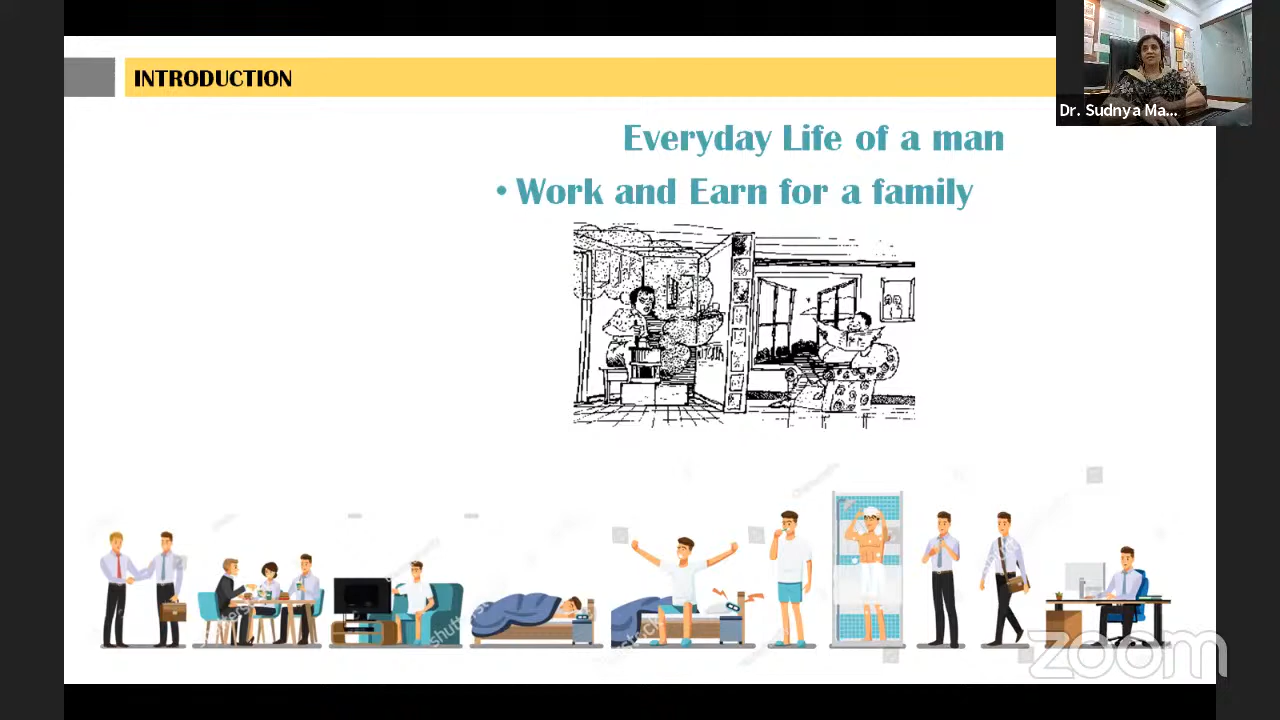 INTRODUCTION
Dr. Sudnya Ma...
Everyday Life of a man
• Work and Earn for a family
zoom